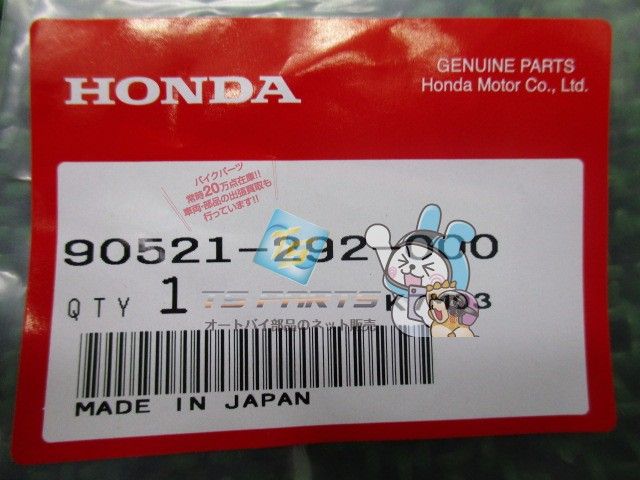 HONDA
GENUINE PARTS
Honda Motor Co., Ltd.
バイクパーツ
常時20万点在庫!!
車両・部品の出張買取も
行っています!!
90521-292-000
QTY 1
TS PARTS
オートバイ部品のネット販売
MADE IN JAPAN